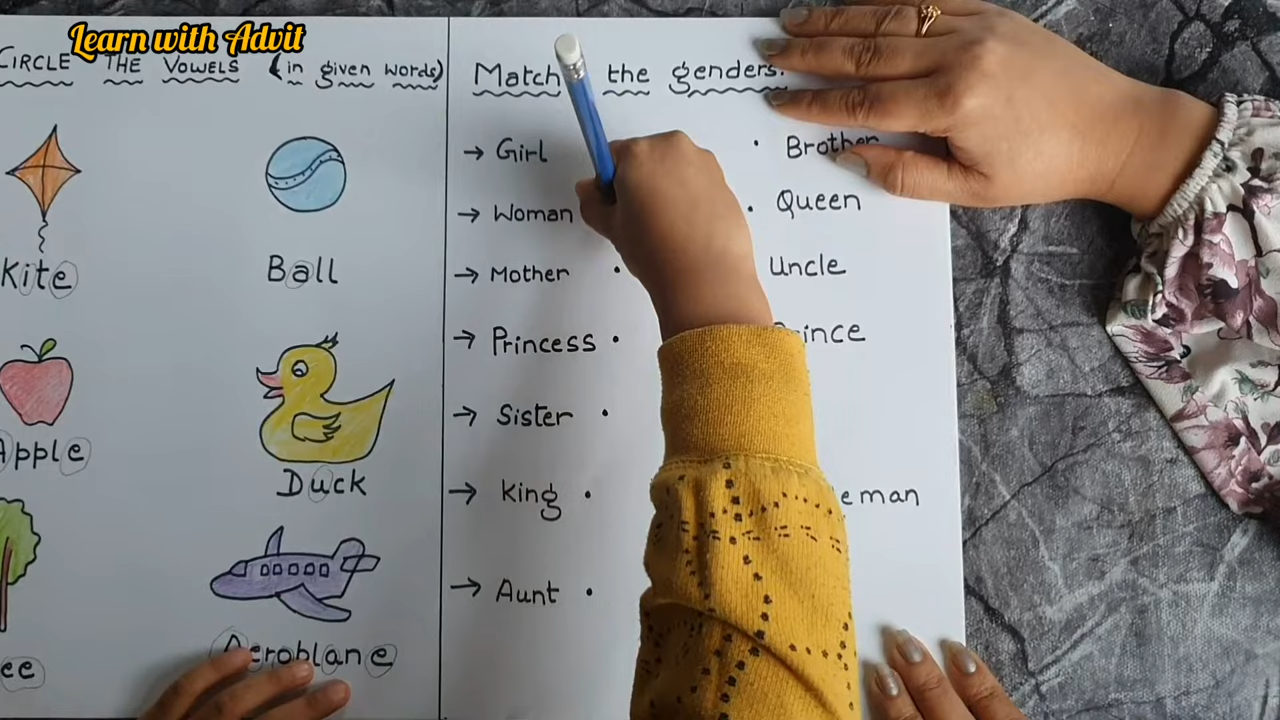 Learn with Advit
CIRCLE THE VOWELS (in given words)
Kite
Ball
Apple
Duck
Aeroplane
Match the genders.
→ Girl
→ Woman
→ Mother
→ Princess
→ Sister
→ King
→ Aunt
Brother
Queen
Uncle
Prince